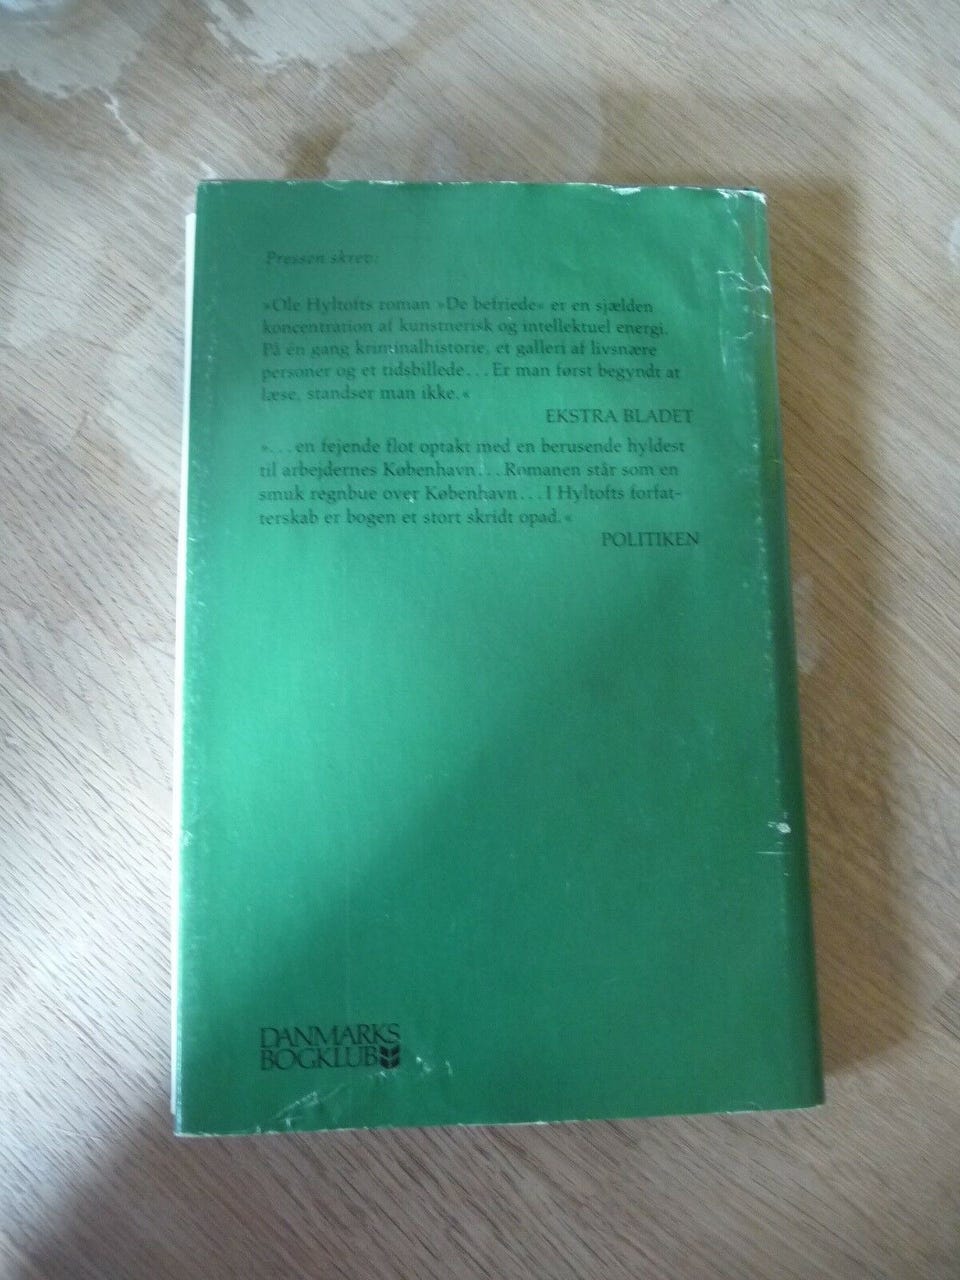 Pressen skrev:
»Ole Hyltofts roman »De befriede« er en sjælden
koncentration af kunstnerisk og intellektuel energi.
På én gang kriminalhistorie, et galleri af livsnære
personer og et tidsbillede... Er man først begyndt at
læse, standser man ikke.«
EKSTRA BLADET
»...en fejende flot optakt med en berusende hyldest
til arbejdernes København... Romanen står som en
smuk regnbue over København... I Hyltofts forfat-
terskab er bogen et stort skridt opad.«
POLITIKEN
DANMARKS
BOGKLUB